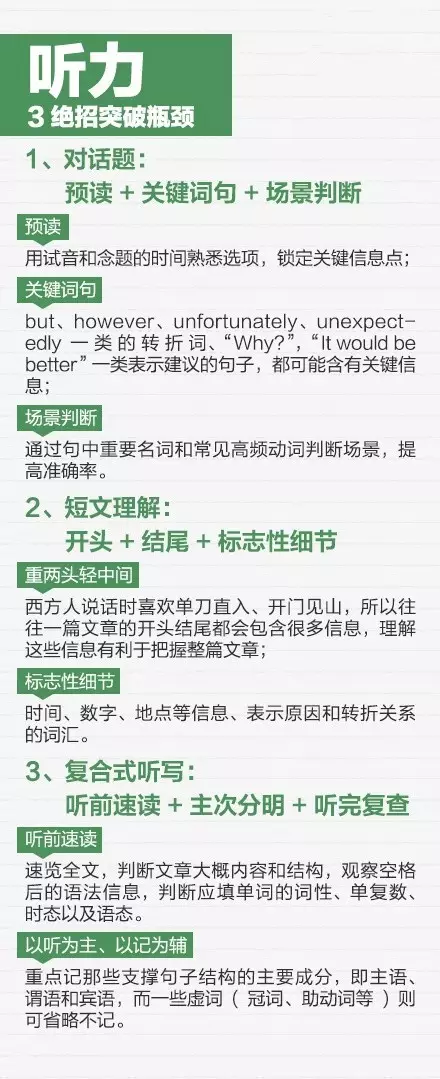 听力
3 绝招突破瓶颈
1、对话题：
预读 + 关键词句 + 场景判断
预读
用试音和念题的时间熟悉选项，锁定关键信息点；
关键词句
but、however、unfortunately、unexpect-
edly 一类的转折词、“Why?”，“It would be
better” 一类表示建议的句子，都可能含有关键信
息；
场景判断
通过句中重要名词和常见高频动词判断场景，提
高准确率。
2、短文理解：
开头 + 结尾 + 标志性细节
重两头轻中间
西方人说话时喜欢单刀直入、开门见山，所以往
往一篇文章的开头结尾都会包含很多信息，理解
这些信息有利于把握整篇文章；
标志性细节
时间、数字、地点等信息、表示原因和转折关系
的词汇。
3、复合式听写：
听前速读 + 主次分明 + 听完复查
听前速读
速览全文，判断文章大概内容和结构，观察空格
后的语法信息，判断应填单词的词性、单复数、
时态以及语态。
以听为主、以记为辅
重点记那些支撑句子结构的主要成分，即主语、
谓语和宾语，而一些虚词（ 冠词、助动词等 ）则
可省略不记。